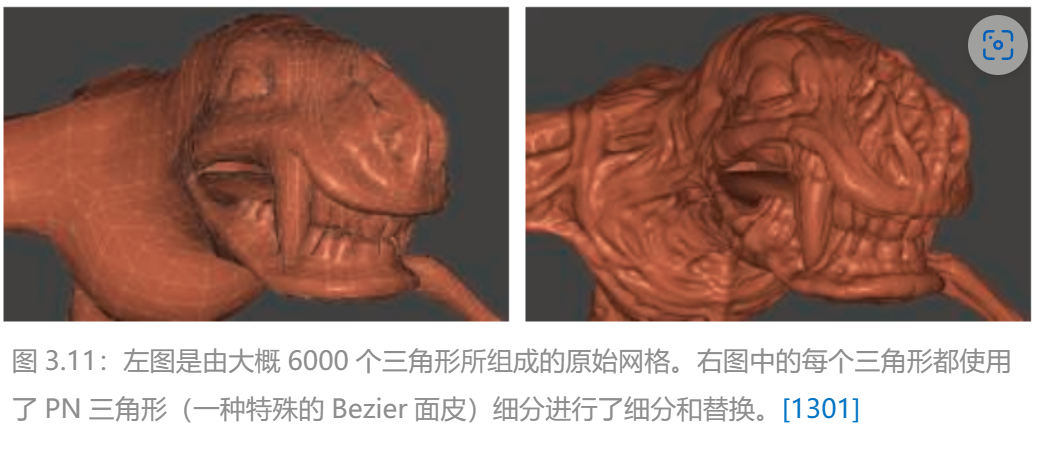 图 3.11：左图是由大概 6000 个三角形所组成的原始网格。右图中的每个三角形都使用
了 PN 三角形（一种特殊的 Bezier 面皮）细分进行了细分和替换。[1301]